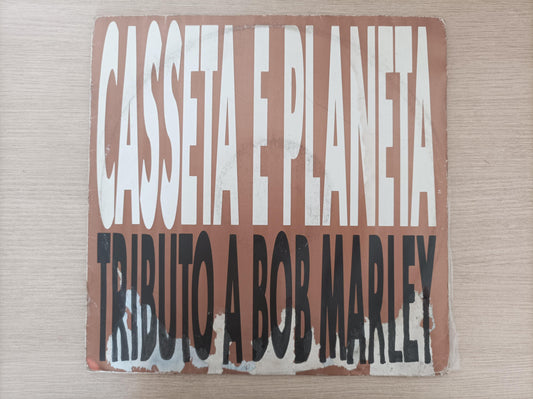 CASSETA E PLANETA
TRIBUTO A BOB MARLEY